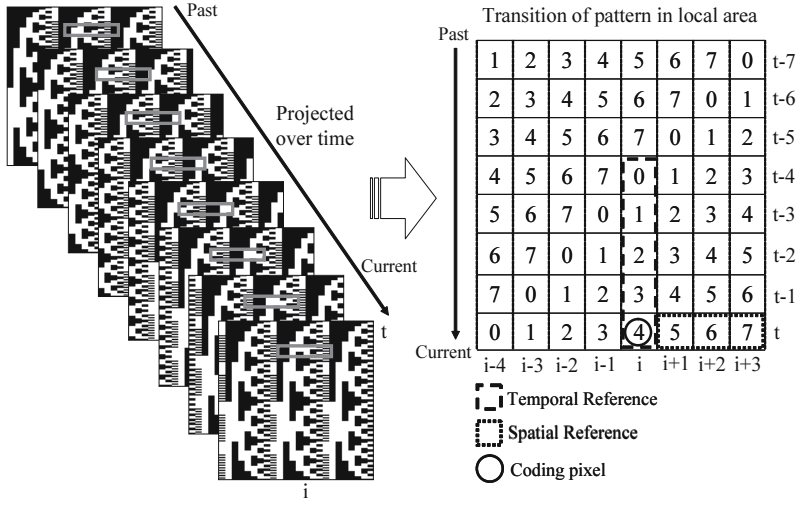 Past
Projected
over time
Current
t
i
Transition of pattern in local area
Past
1 2 3 4 5 6 7 0 t-7
2 3 4 5 6 7 0 1 t-6
3 4 5 6 7 0 1 2 t-5
4 5 6 7 0 1 2 3 t-4
5 6 7 0 1 2 3 4 t-3
6 7 0 1 2 3 4 5 t-2
7 0 1 2 3 4 5 6 t-1
0 1 2 3 4 5 6 7 t
Current
i-4 i-3 i-2 i-1 i i+1 i+2 i+3
Temporal Reference
Spatial Reference
Coding pixel